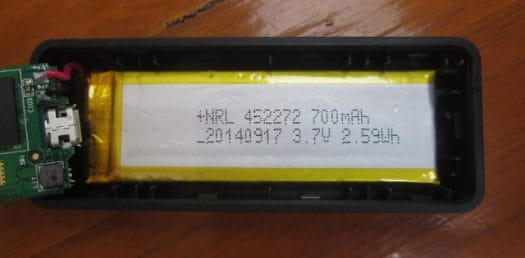 +NRL 452272 700mAh
_20140917 3.7V 2.59Wh